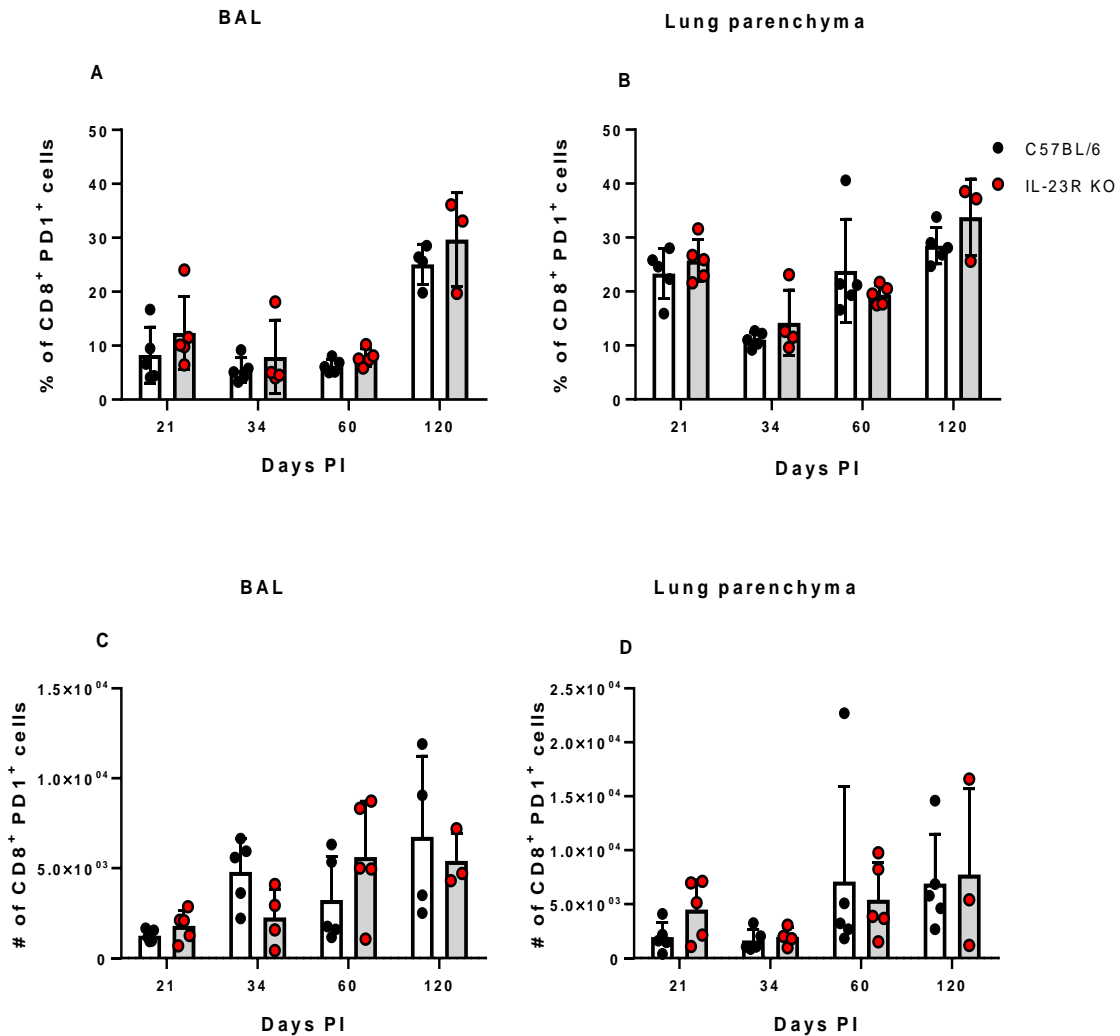 BAL
Lung parenchyma
A
B
% of CD8+ PD1+ cells
50
40
30
20
10
0
21
34
60
120
Days PI
% of CD8+ PD1+ cells
50
40
30
20
10
0
21
34
60
120
Days PI
C57BL/6
IL-23R KO
BAL
Lung parenchyma
C
D
# of CD8+ PD1+ cells
1.5×10^04
1.0×10^04
5.0×10^03
0
21
34
60
120
Days PI
# of CD8+ PD1+ cells
2.5×10^04
2.0×10^04
1.5×10^04
1.0×10^04
5.0×10^03
0
21
34
60
120
Days PI